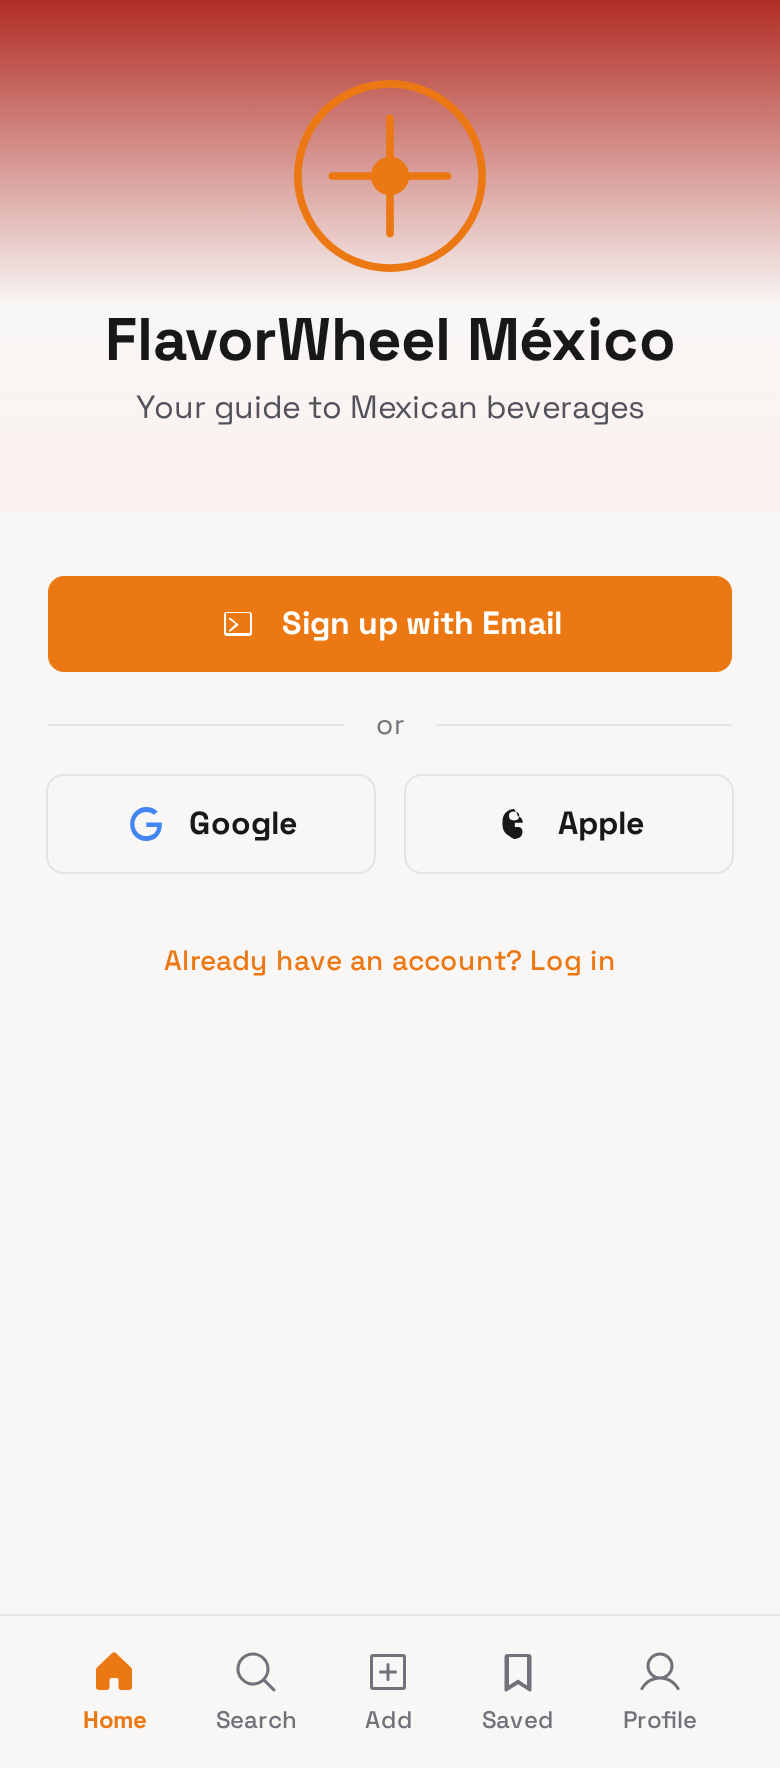 FlavorWheel México
Your guide to Mexican beverages
Sign up with Email
or
Google
Apple
Already have an account? Log in
Home
Search
Add
Saved
Profile